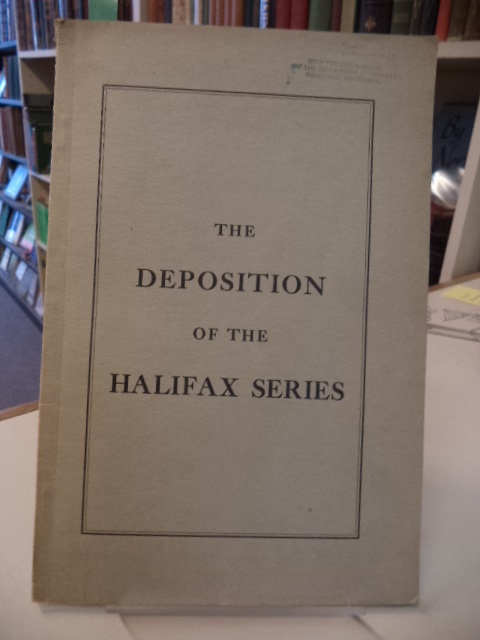 THE
DEPOSITION
OF THE
HALIFAX SERIES